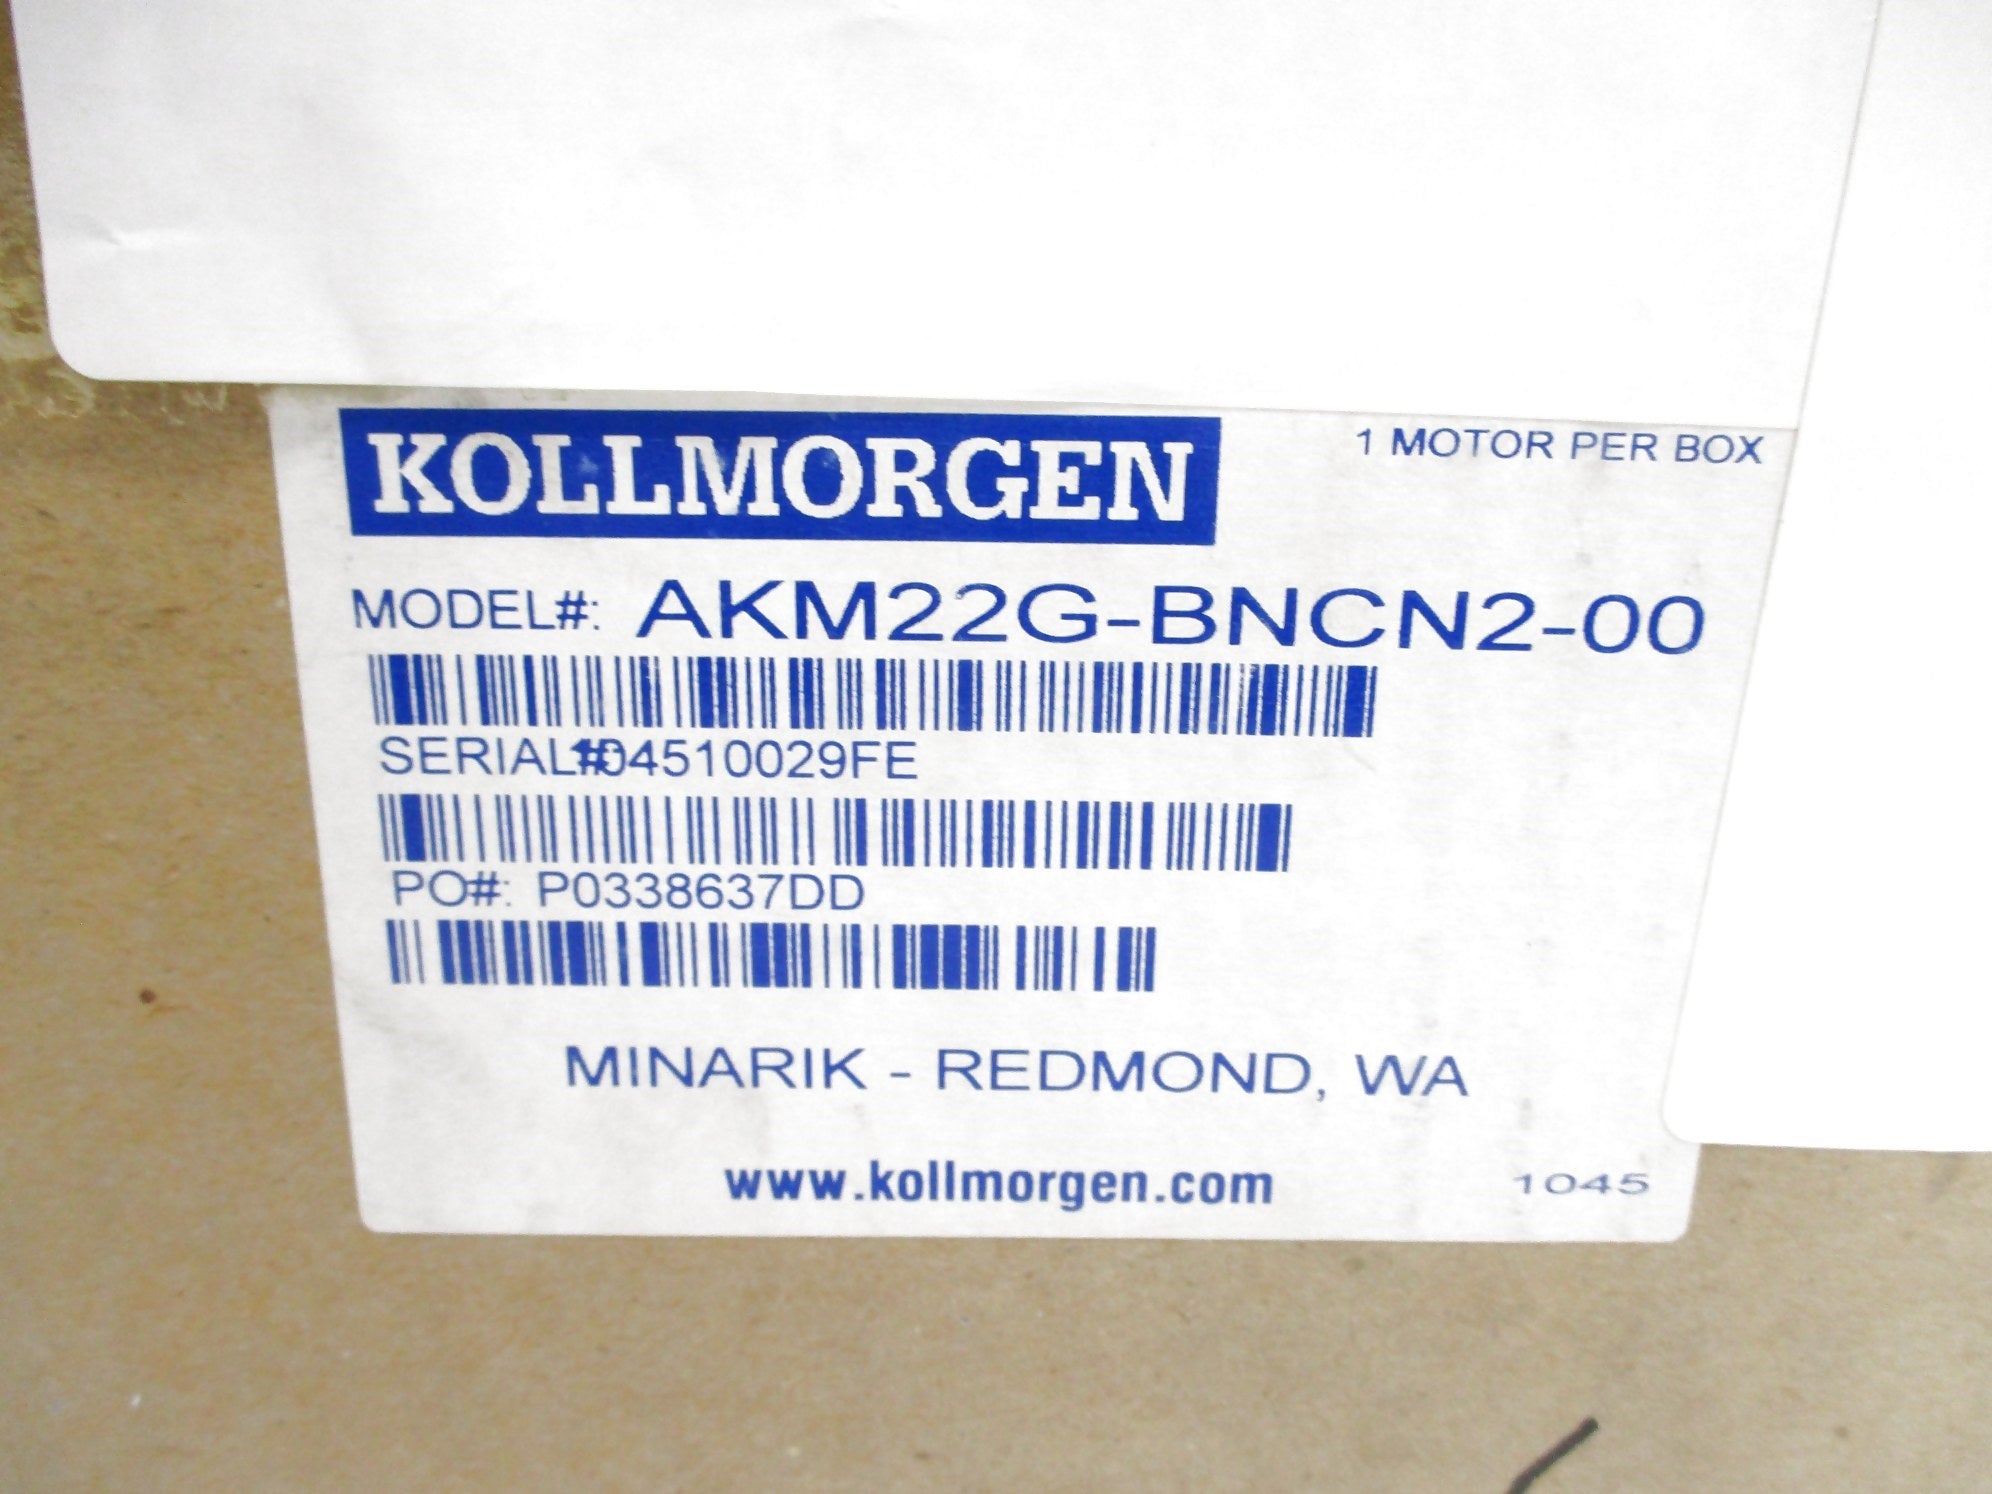 KOLLMORGEN
1 MOTOR PER BOX
MODEL#: AKM22G-BNCN2-00
SERIAL#104510029FE
PO#: P0338637DD
MINARIK - REDMOND, WA
www.kollmorgen.com
1045